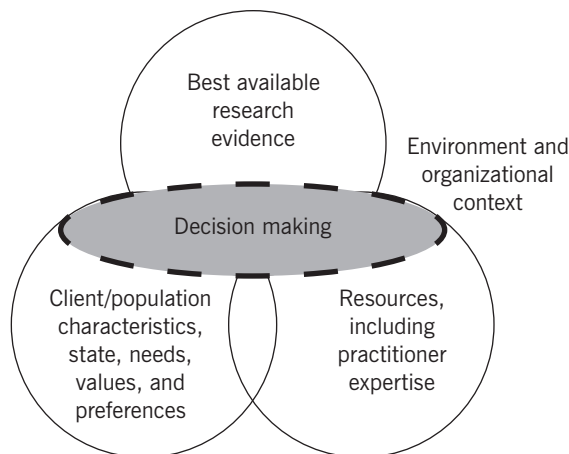 Best available
research
evidence
Environment and
organizational
context
Decision making
Client/population
characteristics,
state, needs,
values, and
preferences
Resources,
including
practitioner
expertise